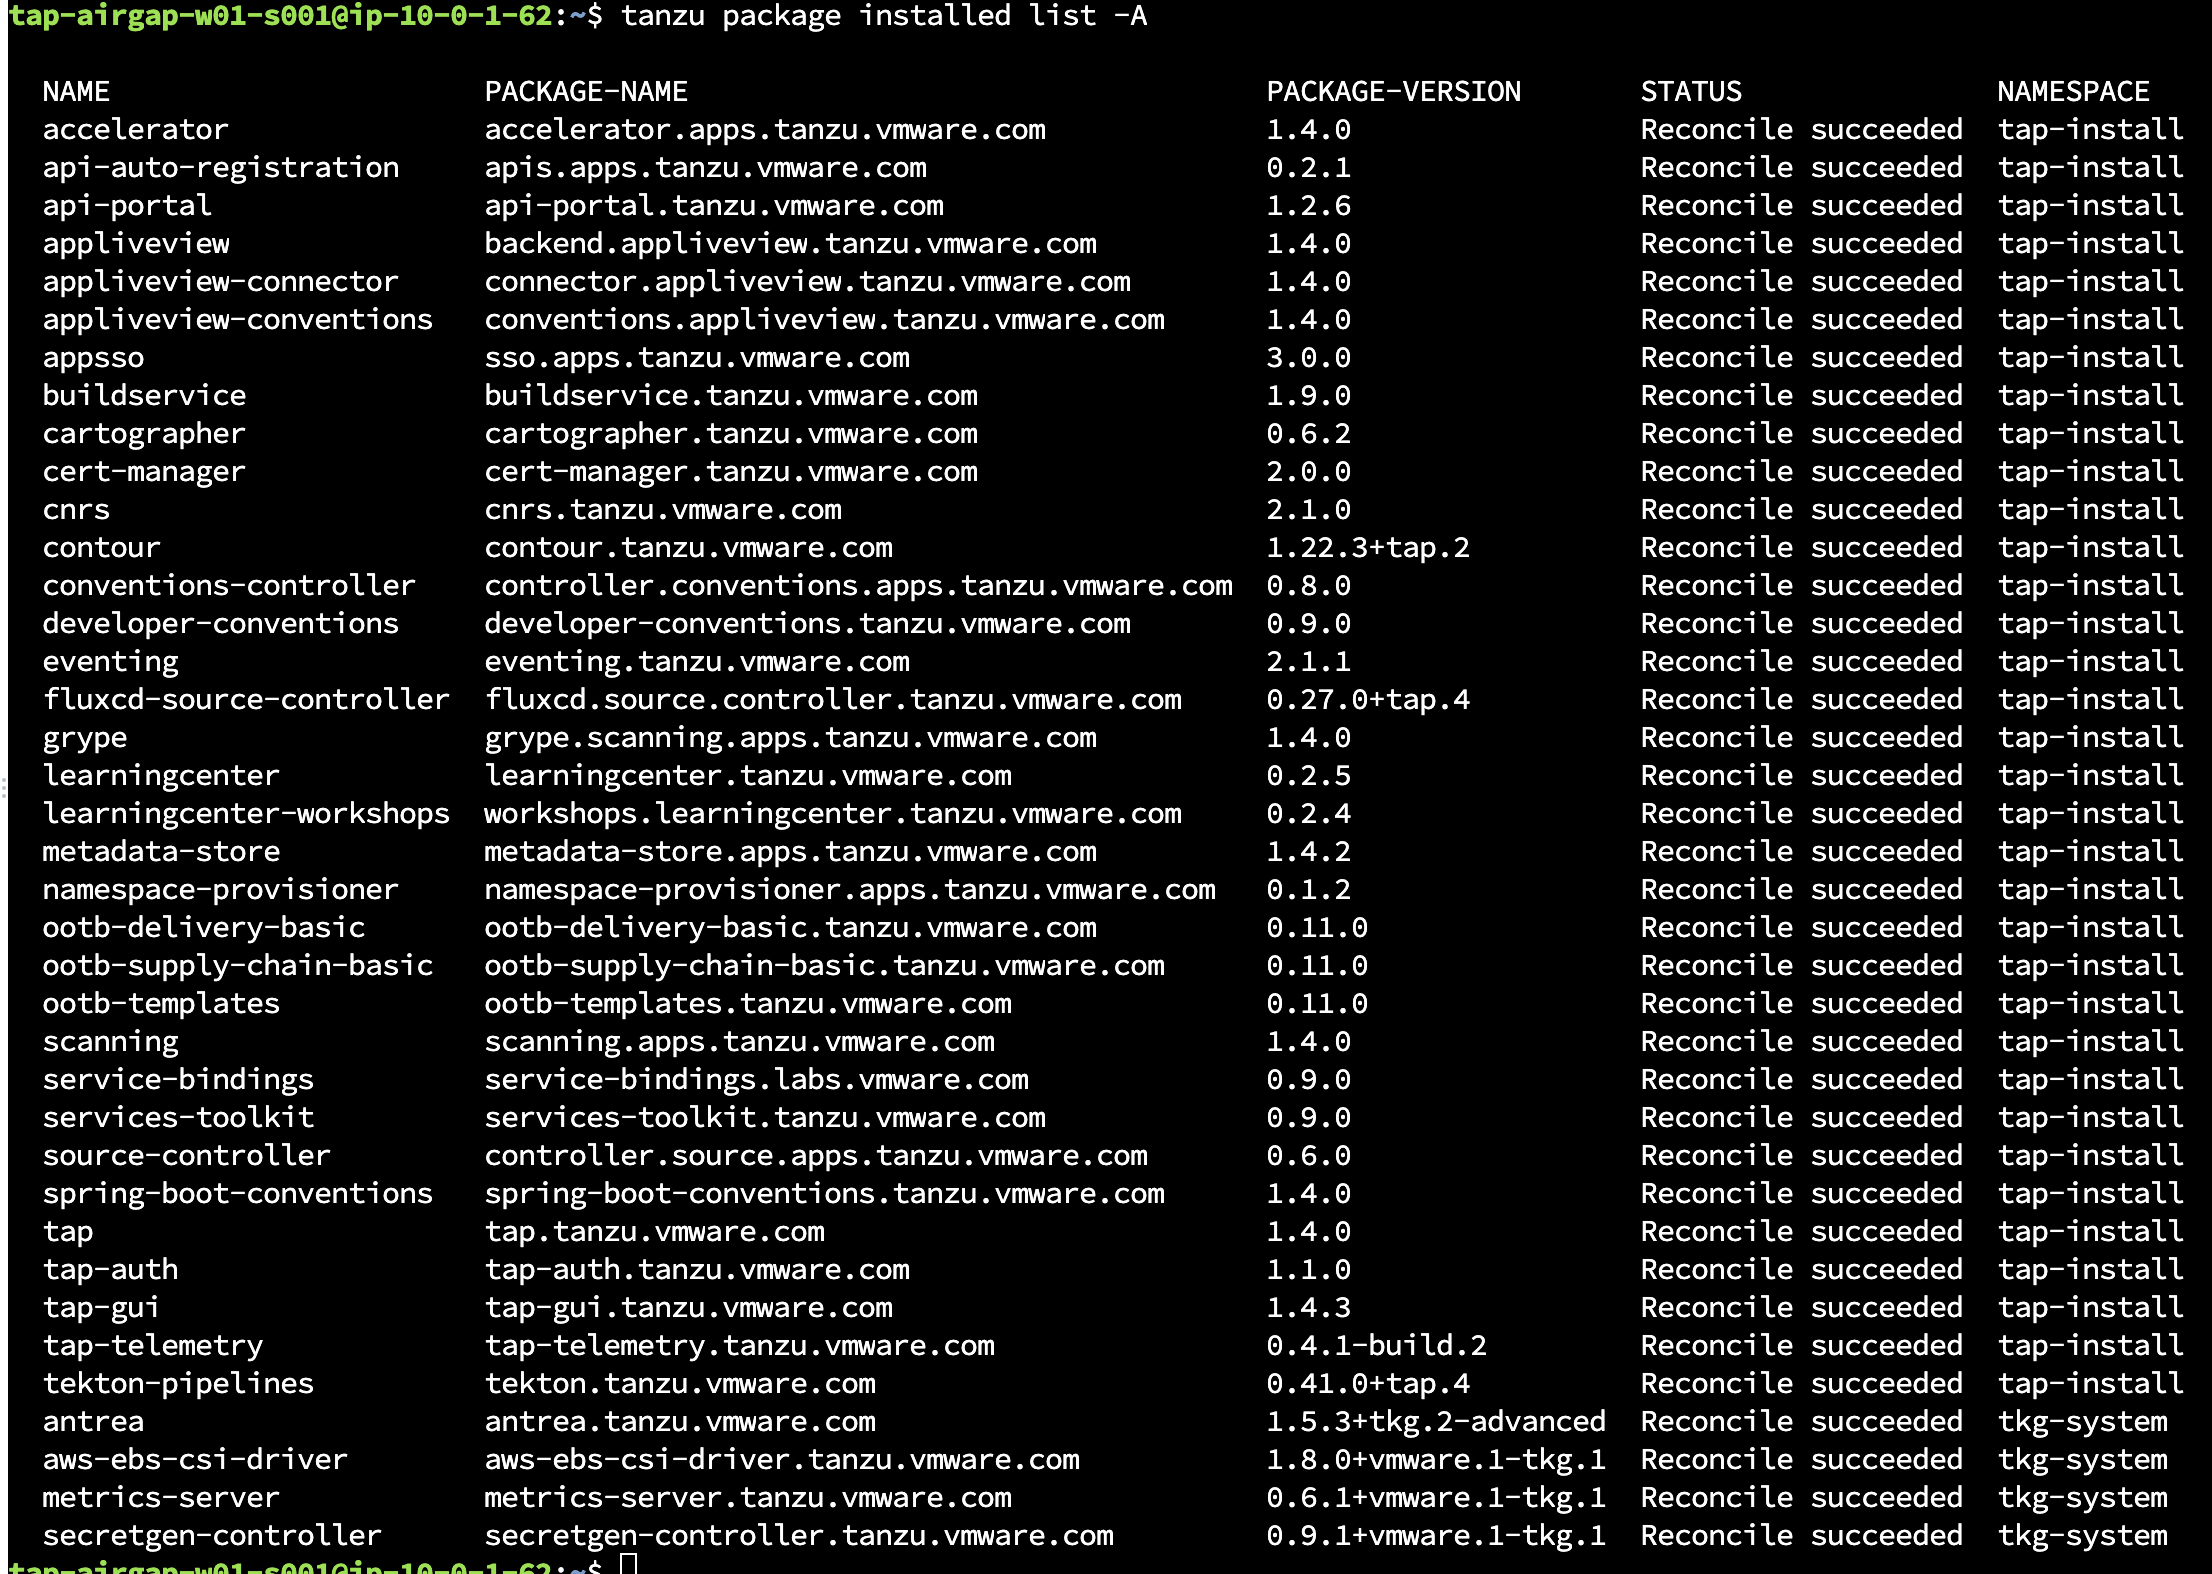 tap-airgap-w01-s001@ip-10-0-1-62:~$ tanzu package installed list -A
NAME PACKAGE-NAME PACKAGE-VERSION STATUS NAMESPACE
accelerator accelerator.apps.tanzu.vmware.com 1.4.0 Reconcile succeeded tap-install
api-auto-registration apis.apps.tanzu.vmware.com 0.2.1 Reconcile succeeded tap-install
api-portal api-portal.tanzu.vmware.com 1.2.6 Reconcile succeeded tap-install
appliveview backend.appliveview.tanzu.vmware.com 1.4.0 Reconcile succeeded tap-install
appliveview-connector connector.appliveview.tanzu.vmware.com 1.4.0 Reconcile succeeded tap-install
appliveview-conventions conventions.appliveview.tanzu.vmware.com 1.4.0 Reconcile succeeded tap-install
appsso sso.apps.tanzu.vmware.com 3.0.0 Reconcile succeeded tap-install
buildservice buildservice.tanzu.vmware.com 1.9.0 Reconcile succeeded tap-install
cartographer cartographer.tanzu.vmware.com 0.6.2 Reconcile succeeded tap-install
cert-manager cert-manager.tanzu.vmware.com 2.0.0 Reconcile succeeded tap-install
cnrs cnrs.tanzu.vmware.com 2.1.0 Reconcile succeeded tap-install
contour contour.tanzu.vmware.com 1.22.3+tap.2 Reconcile succeeded tap-install
conventions-controller controller.conventions.apps.tanzu.vmware.com 0.8.0 Reconcile succeeded tap-install
developer-conventions developer-conventions.tanzu.vmware.com 0.9.0 Reconcile succeeded tap-install
eventing eventing.tanzu.vmware.com 2.1.1 Reconcile succeeded tap-install
fluxcd-source-controller fluxcd.source.controller.tanzu.vmware.com 0.27.0+tap.4 Reconcile succeeded tap-install
grype grype.scanning.apps.tanzu.vmware.com 1.4.0 Reconcile succeeded tap-install
learningcenter learningcenter.tanzu.vmware.com 0.2.5 Reconcile succeeded tap-install
learningcenter-workshops workshops.learningcenter.tanzu.vmware.com 0.2.4 Reconcile succeeded tap-install
metadata-store metadata-store.apps.tanzu.vmware.com 1.4.2 Reconcile succeeded tap-install
namespace-provisioner namespace-provisioner.apps.tanzu.vmware.com 0.1.2 Reconcile succeeded tap-install
ootb-delivery-basic ootb-delivery-basic.tanzu.vmware.com 0.11.0 Reconcile succeeded tap-install
ootb-supply-chain-basic ootb-supply-chain-basic.tanzu.vmware.com 0.11.0 Reconcile succeeded tap-install
ootb-templates ootb-templates.tanzu.vmware.com 0.11.0 Reconcile succeeded tap-install
scanning scanning.apps.tanzu.vmware.com 1.4.0 Reconcile succeeded tap-install
service-bindings service-bindings.labs.vmware.com 0.9.0 Reconcile succeeded tap-install
services-toolkit services-toolkit.tanzu.vmware.com 0.9.0 Reconcile succeeded tap-install
source-controller controller.source.apps.tanzu.vmware.com 0.6.0 Reconcile succeeded tap-install
spring-boot-conventions spring-boot-conventions.tanzu.vmware.com 1.4.0 Reconcile succeeded tap-install
tap tap.tanzu.vmware.com 1.4.0 Reconcile succeeded tap-install
tap-auth tap-auth.tanzu.vmware.com 1.1.0 Reconcile succeeded tap-install
tap-gui tap-gui.tanzu.vmware.com 1.4.3 Reconcile succeeded tap-install
tap-telemetry tap-telemetry.tanzu.vmware.com 0.4.1-build.2 Reconcile succeeded tap-install
tekton-pipelines tekton.tanzu.vmware.com 0.41.0+tap.4 Reconcile succeeded tap-install
antrea antrea.tanzu.vmware.com 1.5.3+tkg.2-advanced Reconcile succeeded tkg-system
aws-ebs-csi-driver aws-ebs-csi-driver.tanzu.vmware.com 1.8.0+vmware.1-tkg.1 Reconcile succeeded tkg-system
metrics-server metrics-server.tanzu.vmware.com 0.6.1+vmware.1-tkg.1 Reconcile succeeded tkg-system
secretgen-controller secretgen-controller.tanzu.vmware.com 0.9.1+vmware.1-tkg.1 Reconcile succeeded tkg-system
tap-airgap-w01-s001@ip-10-0-1-62:~$